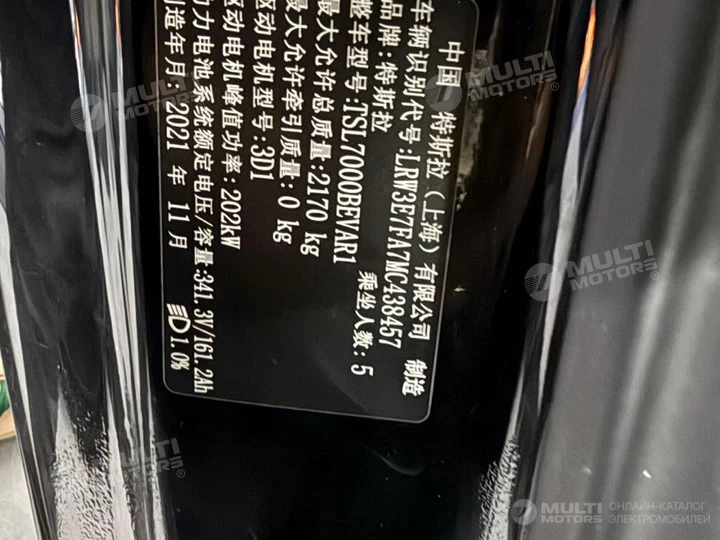 中国 特斯拉（上海）有限公司 制造
车辆识别代号:LRW3E7FA7MC438457
品牌:特斯拉 乘坐人数:5
整车型号:TSL7000BEVAR1
最大允许总质量:2170 kg
最大允许牵引质量:0 kg
驱动电机型号:3D1
驱动电机峰值功率:202kW
动力电池系统额定电压/容量:341.3V/161.2Ah
制造年月:2021 年 11 月 1.0%
MULTI MOTORS®
MULTI MOTORS®
MULTI MOTORS®
MULTI MOTORS®
MULTI MOTORS®
MULTI MOTORS® ОНЛАЙН-КАТАЛОГ ЭЛЕКТРОМОБИЛЕЙ